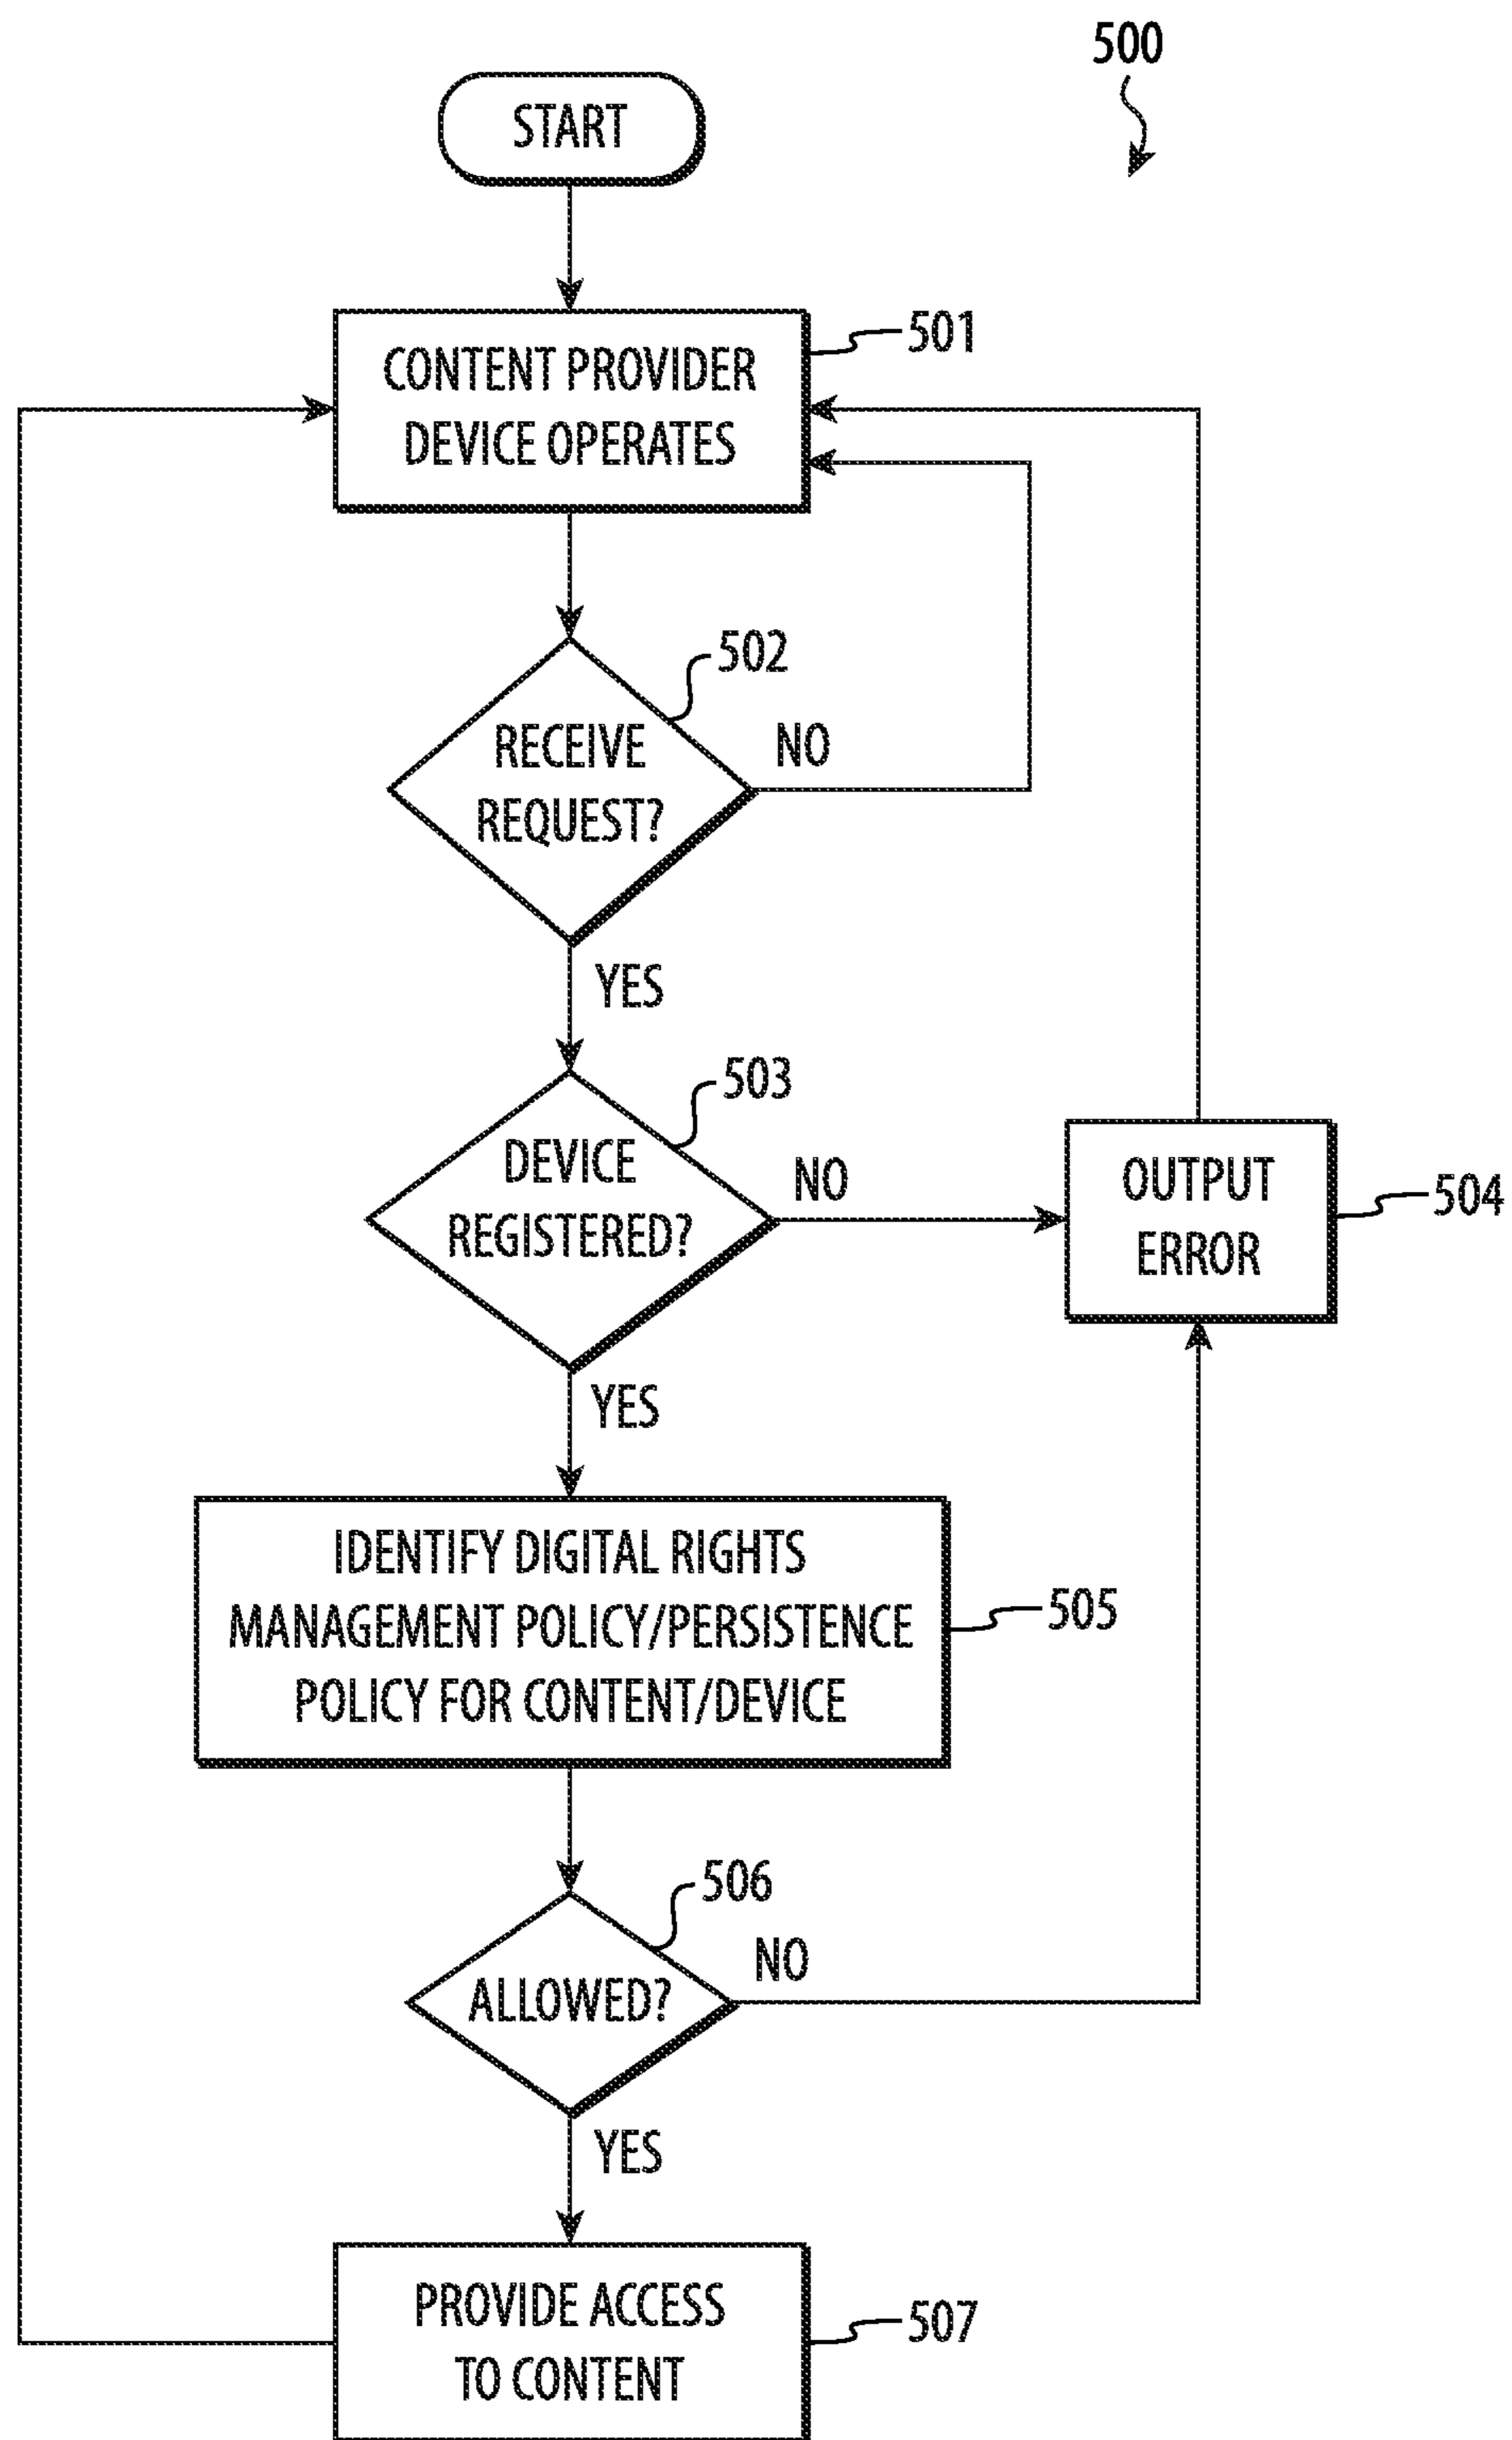 500
START
CONTENT PROVIDER
DEVICE OPERATES
501
RECEIVE
REQUEST?
502
NO
YES
DEVICE
REGISTERED?
503
NO
OUTPUT
ERROR
504
YES
IDENTIFY DIGITAL RIGHTS
MANAGEMENT POLICY/PERSISTENCE
POLICY FOR CONTENT/DEVICE
505
ALLOWED?
506
NO
YES
PROVIDE ACCESS
TO CONTENT
507